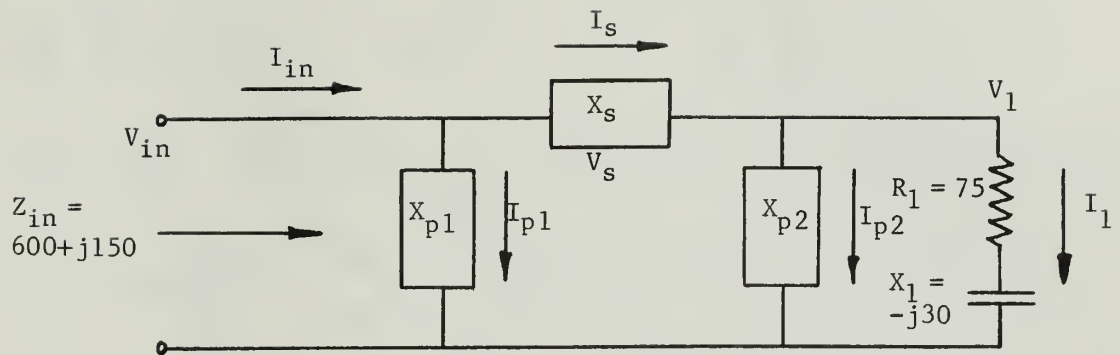 I_s
I_in
X_s
V_1
V_in
V_s
R_1 = 75
X_p1
I_p1
X_p2
I_p2
I_1
Z_in =
600+j150
X_1 =
-j30